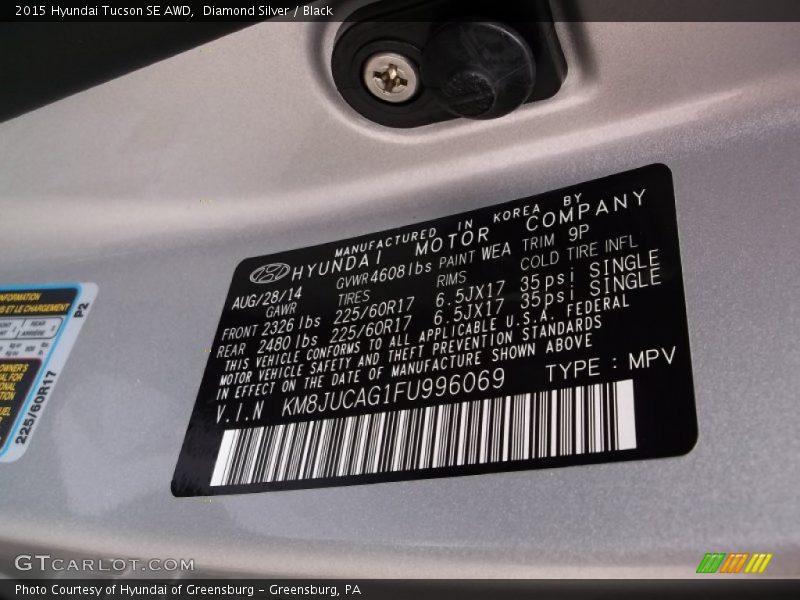 2015 Hyundai Tucson SE AWD, Diamond Silver / Black
MANUFACTURED IN KOREA BY
HYUNDAI MOTOR COMPANY
AUG/28/14 GVWR 4608 lbs PAINT WEA TRIM 9P
GAWR TIRES RIMS COLD TIRE INFL
FRONT 2326 lbs 225/60R17 6.5JX17 35psi SINGLE
REAR 2480 lbs 225/60R17 6.5JX17 35psi SINGLE
THIS VEHICLE CONFORMS TO ALL APPLICABLE U.S.A. FEDERAL
MOTOR VEHICLE SAFETY AND THEFT PREVENTION STANDARDS
IN EFFECT ON THE DATE OF MANUFACTURE SHOWN ABOVE
V.I.N KM8JUCAG1FU996069 TYPE : MPV
P2
225/60R17
GTCARLOT.COM
Photo Courtesy of Hyundai of Greensburg - Greensburg, PA